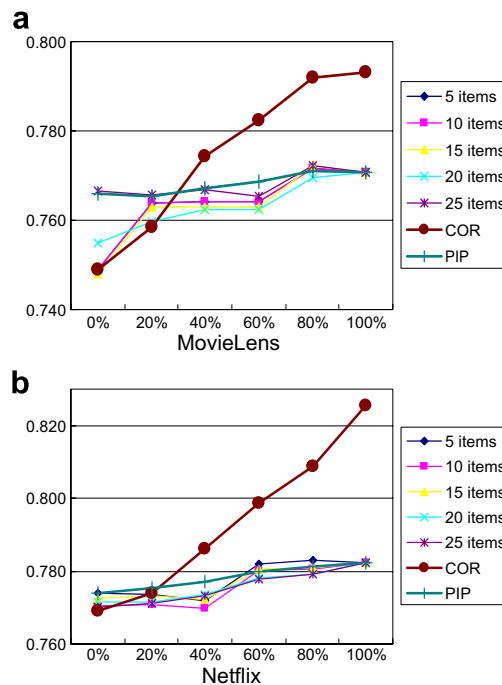 a
0.800
0.780
0.760
0.740
0% 20% 40% 60% 80% 100%
MovieLens
5 items
10 items
15 items
20 items
25 items
COR
PIP
b
0.820
0.800
0.780
0.760
0% 20% 40% 60% 80% 100%
Netflix
5 items
10 items
15 items
20 items
25 items
COR
PIP